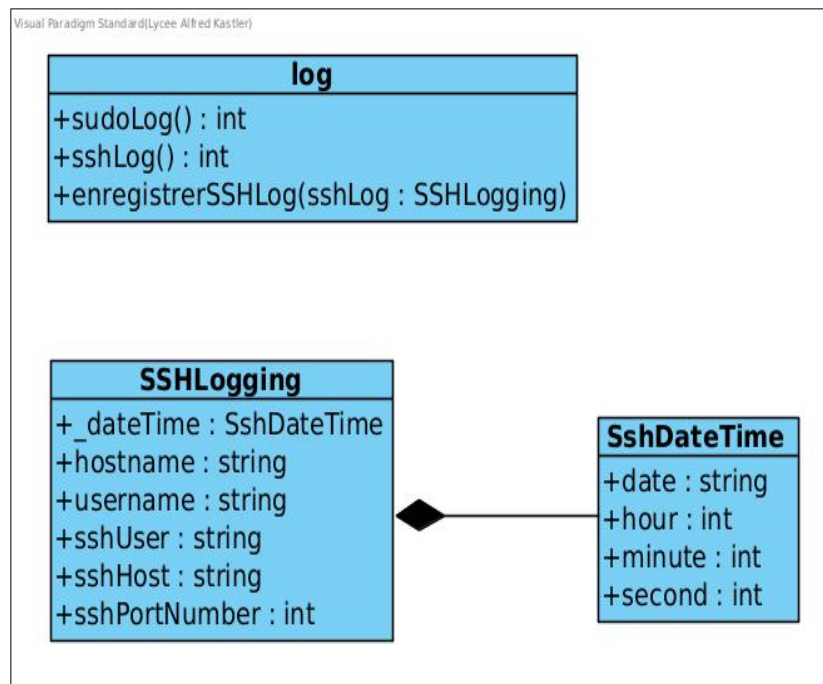 Visual Paradigm Standard(Lycee Alfred Kastler)
log
+sudoLog() : int
+sshLog() : int
+enregistrerSSHLog(sshLog : SSHLogging)
SSHLogging
+_dateTime : SshDateTime
+hostname : string
+username : string
+sshUser : string
+sshHost : string
+sshPortNumber : int
SshDateTime
+date : string
+hour : int
+minute : int
+second : int